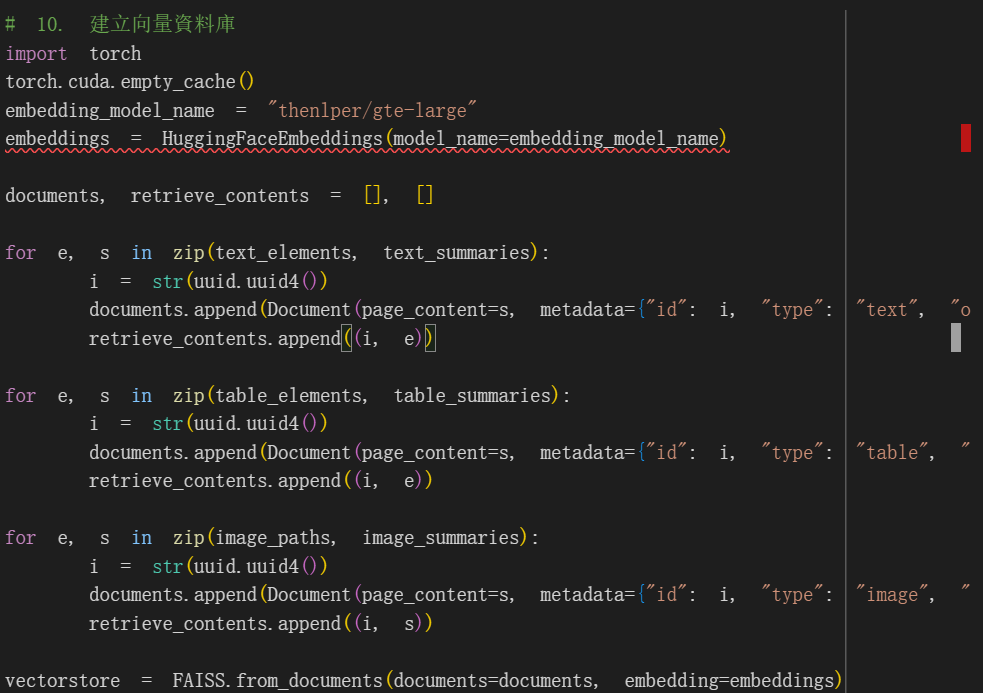 # 10. 建立向量資料庫
import torch
torch.cuda.empty_cache()
embedding_model_name = "thenlper/gte-large"
embeddings = HuggingFaceEmbeddings(model_name=embedding_model_name)
documents, retrieve_contents = [], []
for e, s in zip(text_elements, text_summaries):
i = str(uuid.uuid4())
documents.append(Document(page_content=s, metadata={"id": i, "type": "text", "o
retrieve_contents.append((i, e))
for e, s in zip(table_elements, table_summaries):
i = str(uuid.uuid4())
documents.append(Document(page_content=s, metadata={"id": i, "type": "table", "
retrieve_contents.append((i, e))
for e, s in zip(image_paths, image_summaries):
i = str(uuid.uuid4())
documents.append(Document(page_content=s, metadata={"id": i, "type": "image", "
retrieve_contents.append((i, s))
vectorstore = FAISS.from_documents(documents=documents, embedding=embeddings)